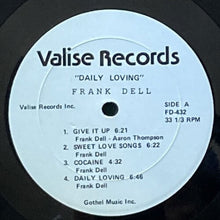 Valise Records
"DAILY LOVING"
FRANK DELL
Valise Records Inc.
SIDE A
FD-432
33 1/3 RPM
1. GIVE IT UP 6:21
Frank Dell - Aaron Thompson
2. SWEET LOVE SONGS 6:22
Frank Dell
3. COCAINE 4:32
Frank Dell
4. DAILY LOVING 6:46
Frank Dell
Gothel Music Inc.